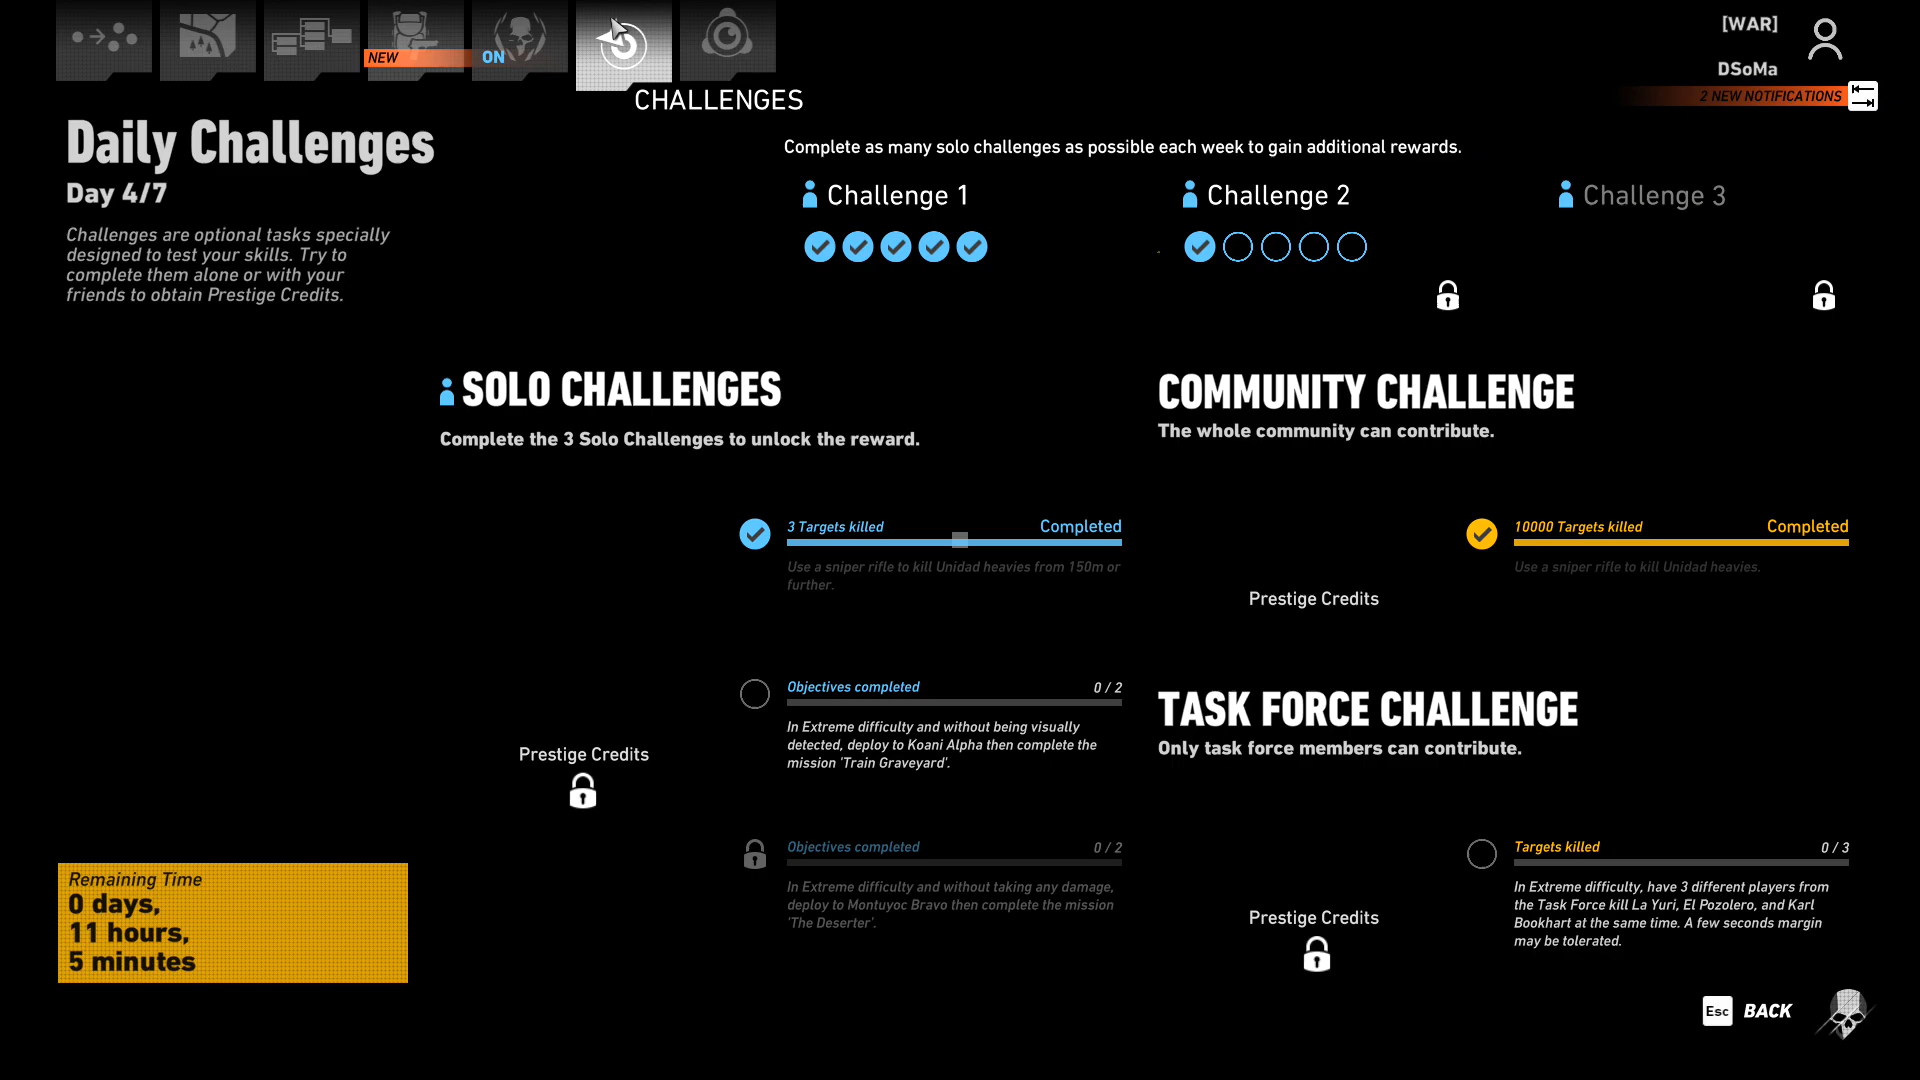 NEW
ON
CHALLENGES
[WAR]
DSoMa
2 NEW NOTIFICATIONS
Daily Challenges
Day 4/7
Challenges are optional tasks specially
designed to test your skills. Try to
complete them alone or with your
friends to obtain Prestige Credits.
Complete as many solo challenges as possible each week to gain additional rewards.
Challenge 1
Challenge 2
Challenge 3
SOLO CHALLENGES
Complete the 3 Solo Challenges to unlock the reward.
3 Targets killed
Completed
Use a sniper rifle to kill Unidad heavies from 150m or
further.
Objectives completed
0 / 2
In Extreme difficulty and without being visually
detected, deploy to Koani Alpha then complete the
mission 'Train Graveyard'.
Prestige Credits
Objectives completed
0 / 2
In Extreme difficulty and without taking any damage,
deploy to Montuyoc Bravo then complete the mission
'The Deserter'.
COMMUNITY CHALLENGE
The whole community can contribute.
10000 Targets killed
Completed
Use a sniper rifle to kill Unidad heavies.
Prestige Credits
TASK FORCE CHALLENGE
Only task force members can contribute.
Targets killed
0 / 3
In Extreme difficulty, have 3 different players from
the Task Force kill La Yuri, El Pozolero, and Karl
Bookhart at the same time. A few seconds margin
may be tolerated.
Prestige Credits
Remaining Time
0 days,
11 hours,
5 minutes
Esc BACK